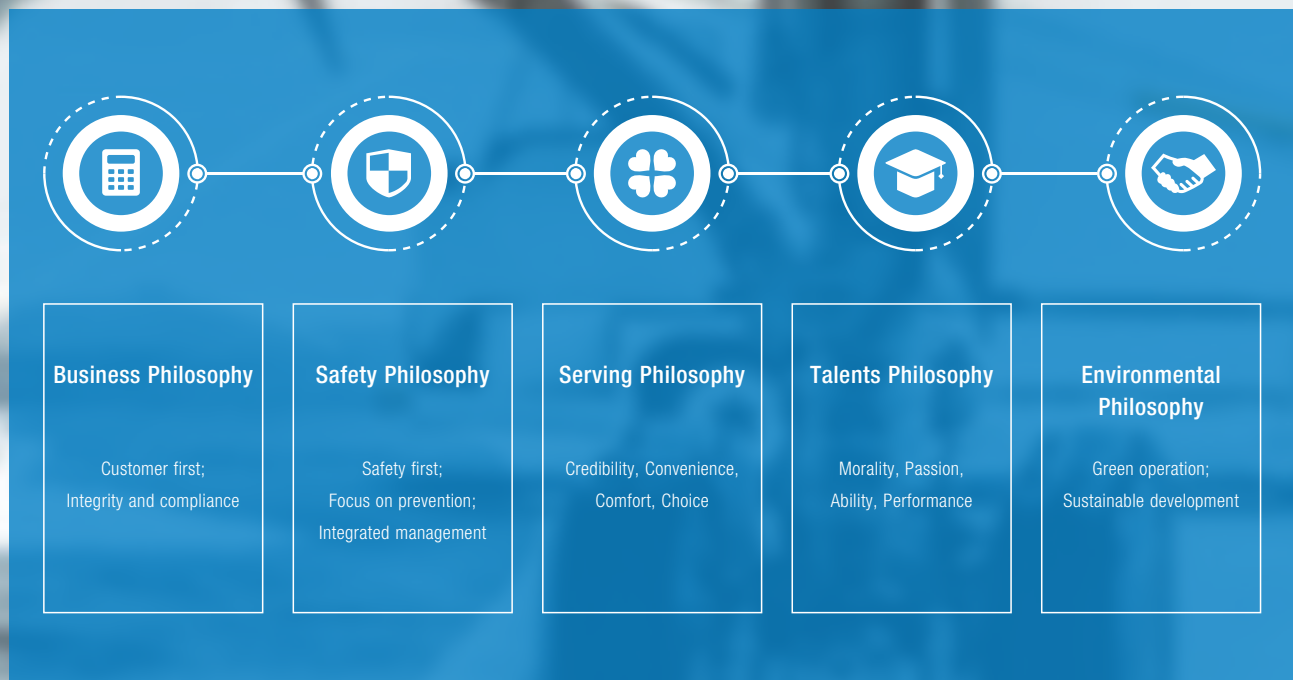 Business Philosophy
Customer first;
Integrity and compliance
Safety Philosophy
Safety first;
Focus on prevention;
Integrated management
Serving Philosophy
Credibility, Convenience,
Comfort, Choice
Talents Philosophy
Morality, Passion,
Ability, Performance
Environmental
Philosophy
Green operation;
Sustainable development